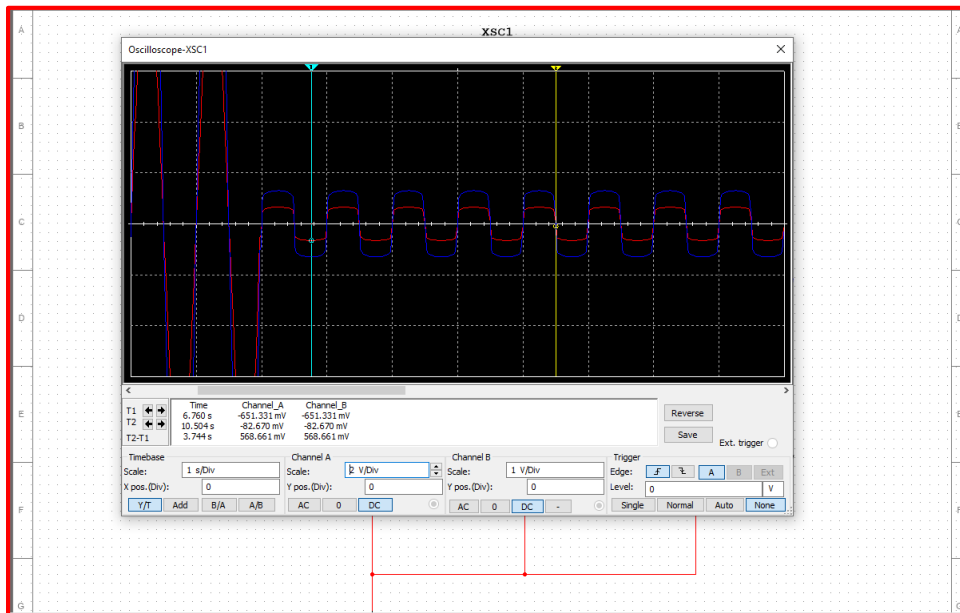 XSC1
Oscilloscope-XSC1
A A
B B
C C
D D
E E
F F
G G
1 2
Time Channel_A Channel_B
T1 6.760 s -651.331 mV -651.331 mV
T2 10.504 s -82.670 mV -82.670 mV
T2-T1 3.744 s 568.661 mV 568.661 mV
Reverse
Save
Ext. trigger
Timebase Channel A Channel B Trigger
Scale: 1 s/Div Scale: 2 V/Div Scale: 1 V/Div Edge: A B Ext
X pos.(Div): 0 Y pos.(Div): 0 Y pos.(Div): 0 Level: 0 V
Y/T Add B/A A/B AC 0 DC AC 0 DC - Single Normal Auto None